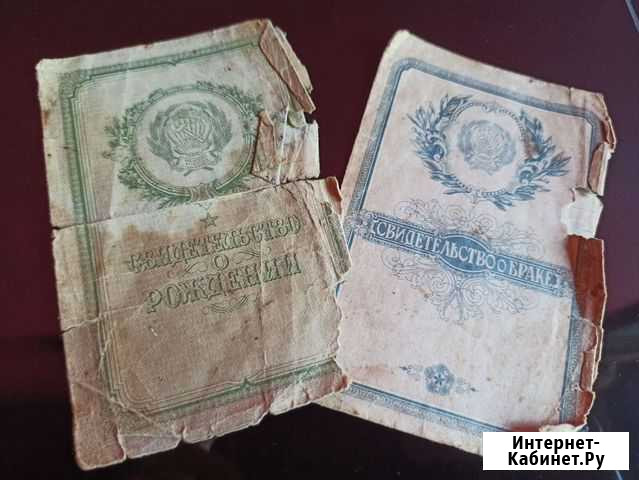 СВИДЕТЕЛЬСТВО
О
РОЖДЕНИИ
СВИДЕТЕЛЬСТВО О БРАКЕ
Интернет-
Кабинет.Ру